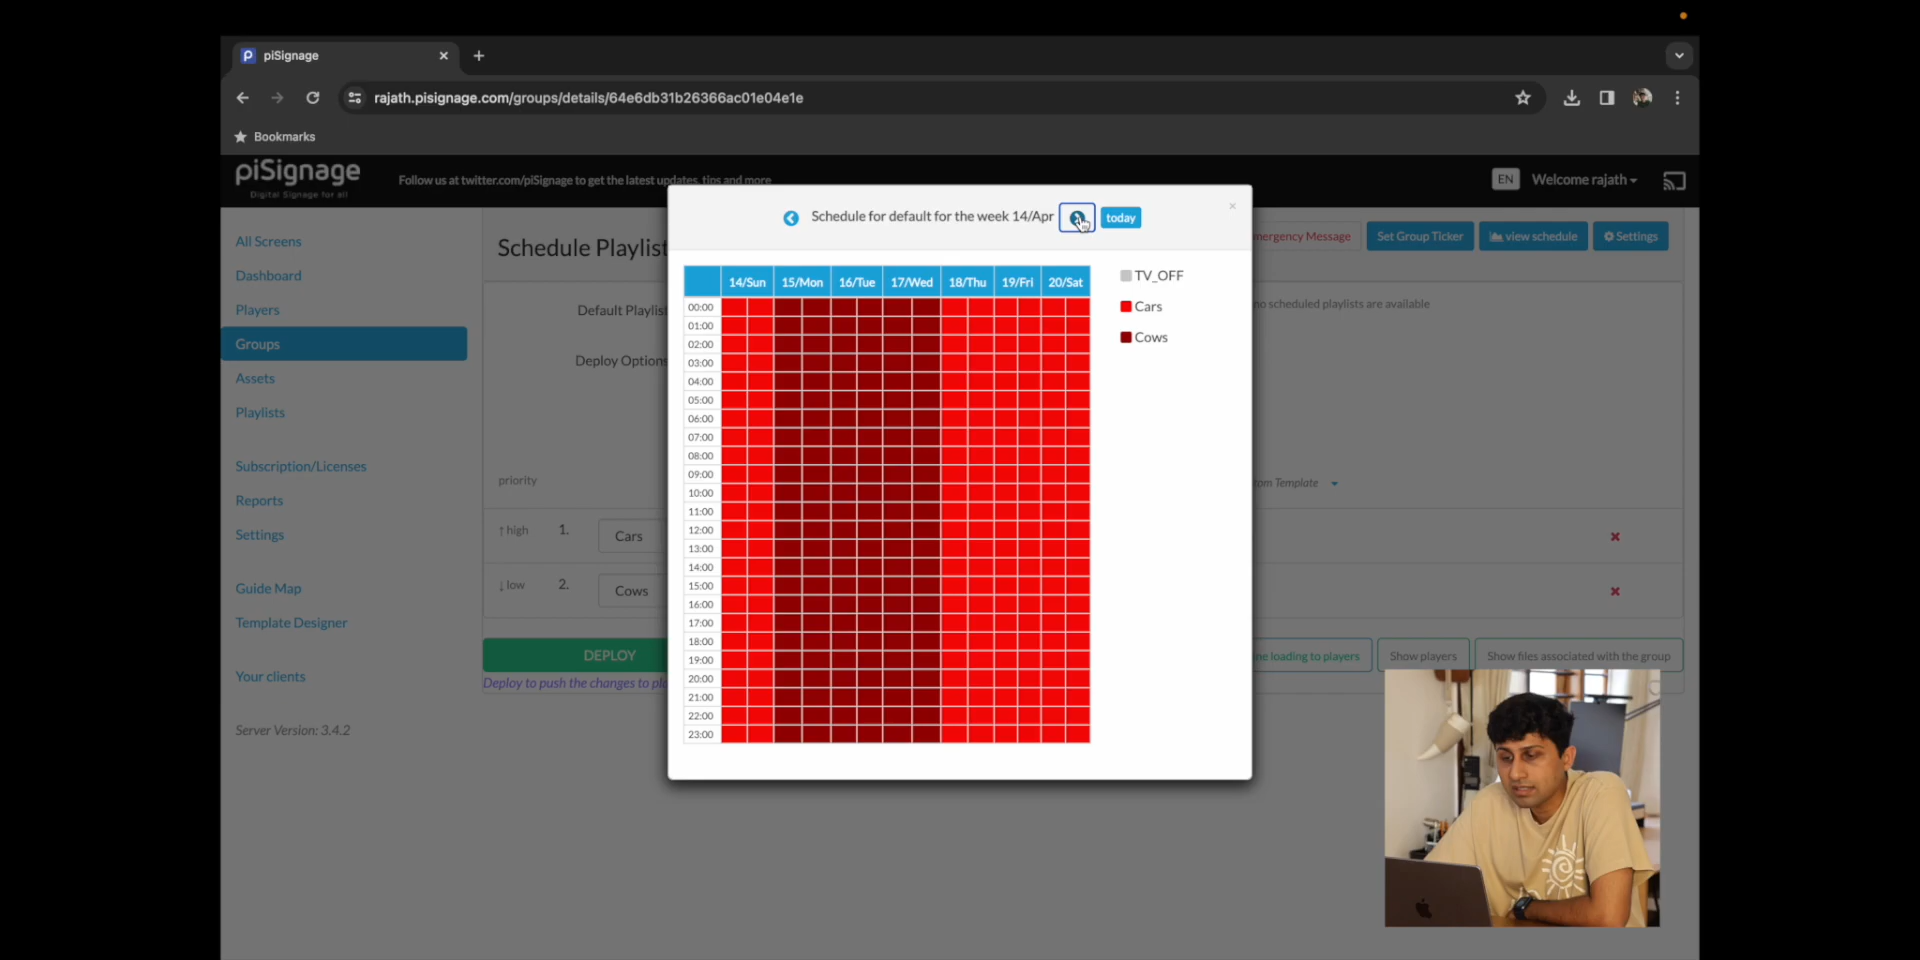 piSignage
rajath.pisignage.com/groups/details/64e6db31b26366ac01e04e1e
Bookmarks
piSignage
Digital Signage for all
Follow us at twitter.com/piSignage to get the latest updates, tips and more
EN
Welcome rajath
All Screens
Dashboard
Players
Groups
Assets
Playlists
Subscription/Licenses
Reports
Settings
Guide Map
Template Designer
Your clients
Server Version: 3.4.2
Schedule Playlist
mergency Message
Set Group Ticker
view schedule
Settings
Default Playlist
no scheduled playlists are available
Deploy Options
priority
om Template
↑ high 1. Cars
↓ low 2. Cows
DEPLOY
Deploy to push the changes to pl
ne loading to players
Show players
Show files associated with the group
Schedule for default for the week 14/Apr
today
14/Sun 15/Mon 16/Tue 17/Wed 18/Thu 19/Fri 20/Sat
00:00
01:00
02:00
03:00
04:00
05:00
06:00
07:00
08:00
09:00
10:00
11:00
12:00
13:00
14:00
15:00
16:00
17:00
18:00
19:00
20:00
21:00
22:00
23:00
TV_OFF
Cars
Cows